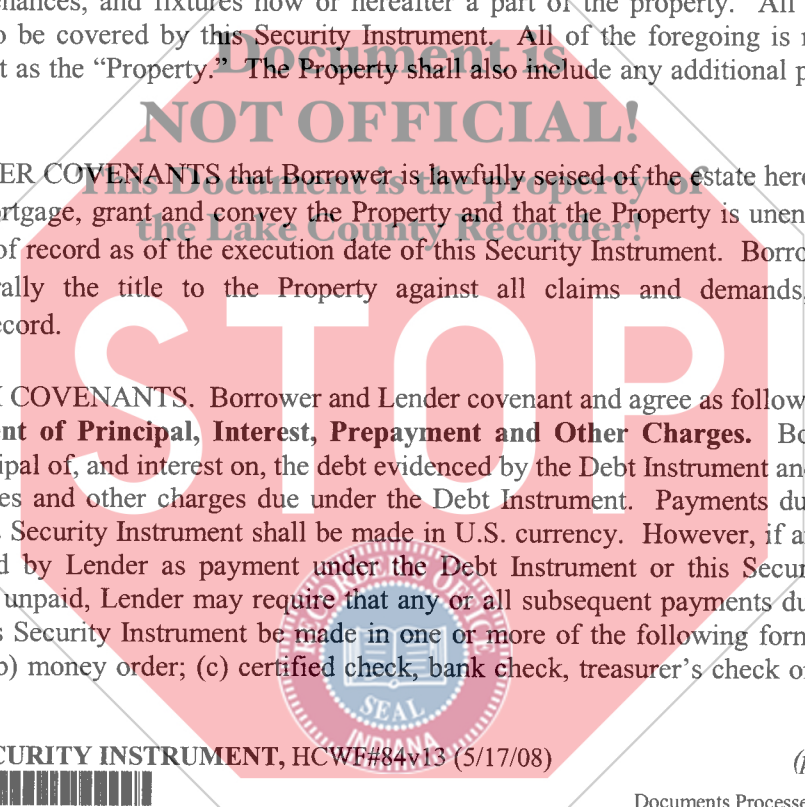 nances, and fixtures now or hereafter a part of the property. All
o be covered by this Security Instrument. All of the foregoing is
t as the “Property.” The Property shall also include any additional p
Document is
NOT OFFICIAL!
This Document is the property of
the Lake County Recorder!
ER COVENANTS that Borrower is lawfully seised of the estate here
rtgage, grant and convey the Property and that the Property is unen
of record as of the execution date of this Security Instrument. Borro
rally the title to the Property against all claims and demands,
ecord.
STOP
COVENANTS. Borrower and Lender covenant and agree as follow
nt of Principal, Interest, Prepayment and Other Charges. Bo
ipal of, and interest on, the debt evidenced by the Debt Instrument an
es and other charges due under the Debt Instrument. Payments du
Security Instrument shall be made in U.S. currency. However, if a
d by Lender as payment under the Debt Instrument or this Secur
unpaid, Lender may require that any or all subsequent payments du
s Security Instrument be made in one or more of the following form
b) money order; (c) certified check, bank check, treasurer’s check o
RECORDER'S OFFICE
SEAL
INDIANA
CURITY INSTRUMENT, HCWF#84v13 (5/17/08)
Documents Processe